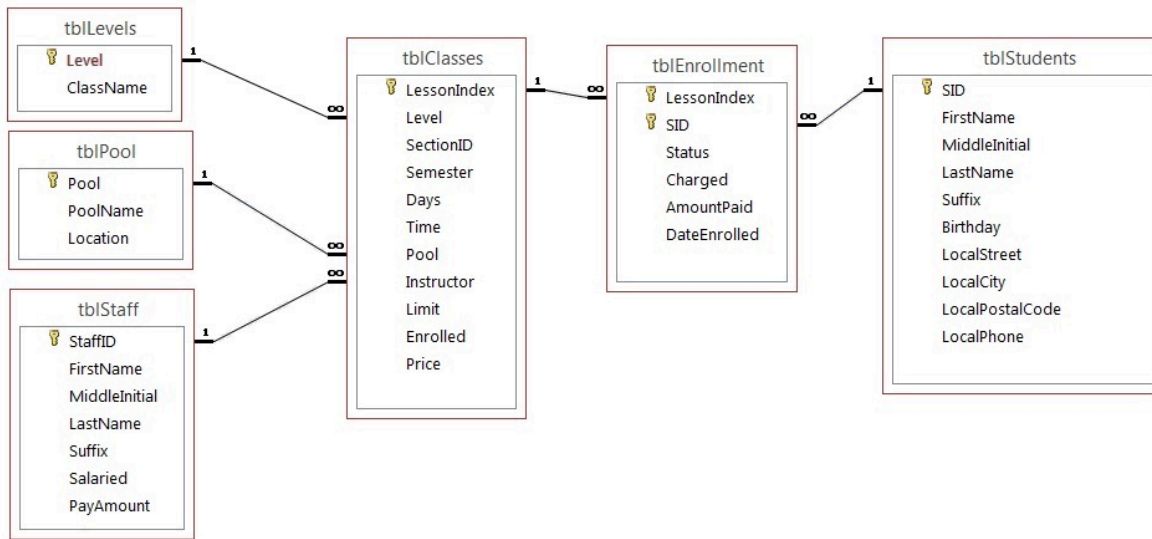 tblLevels
Level
ClassName
tblPool
Pool
PoolName
Location
tblStaff
StaffID
FirstName
MiddleInitial
LastName
Suffix
Salaried
PayAmount
1
∞
1
∞
∞
1
tblClasses
LessonIndex
Level
SectionID
Semester
Days
Time
Pool
Instructor
Limit
Enrolled
Price
1
∞
tblEnrollment
LessonIndex
SID
Status
Charged
AmountPaid
DateEnrolled
1
∞
tblStudents
SID
FirstName
MiddleInitial
LastName
Suffix
Birthday
LocalStreet
LocalCity
LocalPostalCode
LocalPhone